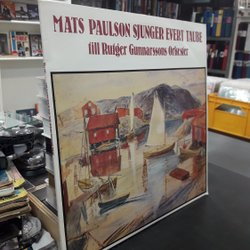 MATS PAULSON SJUNGER EVERT TAUBE
till Rutger Gunnarssons Orkester